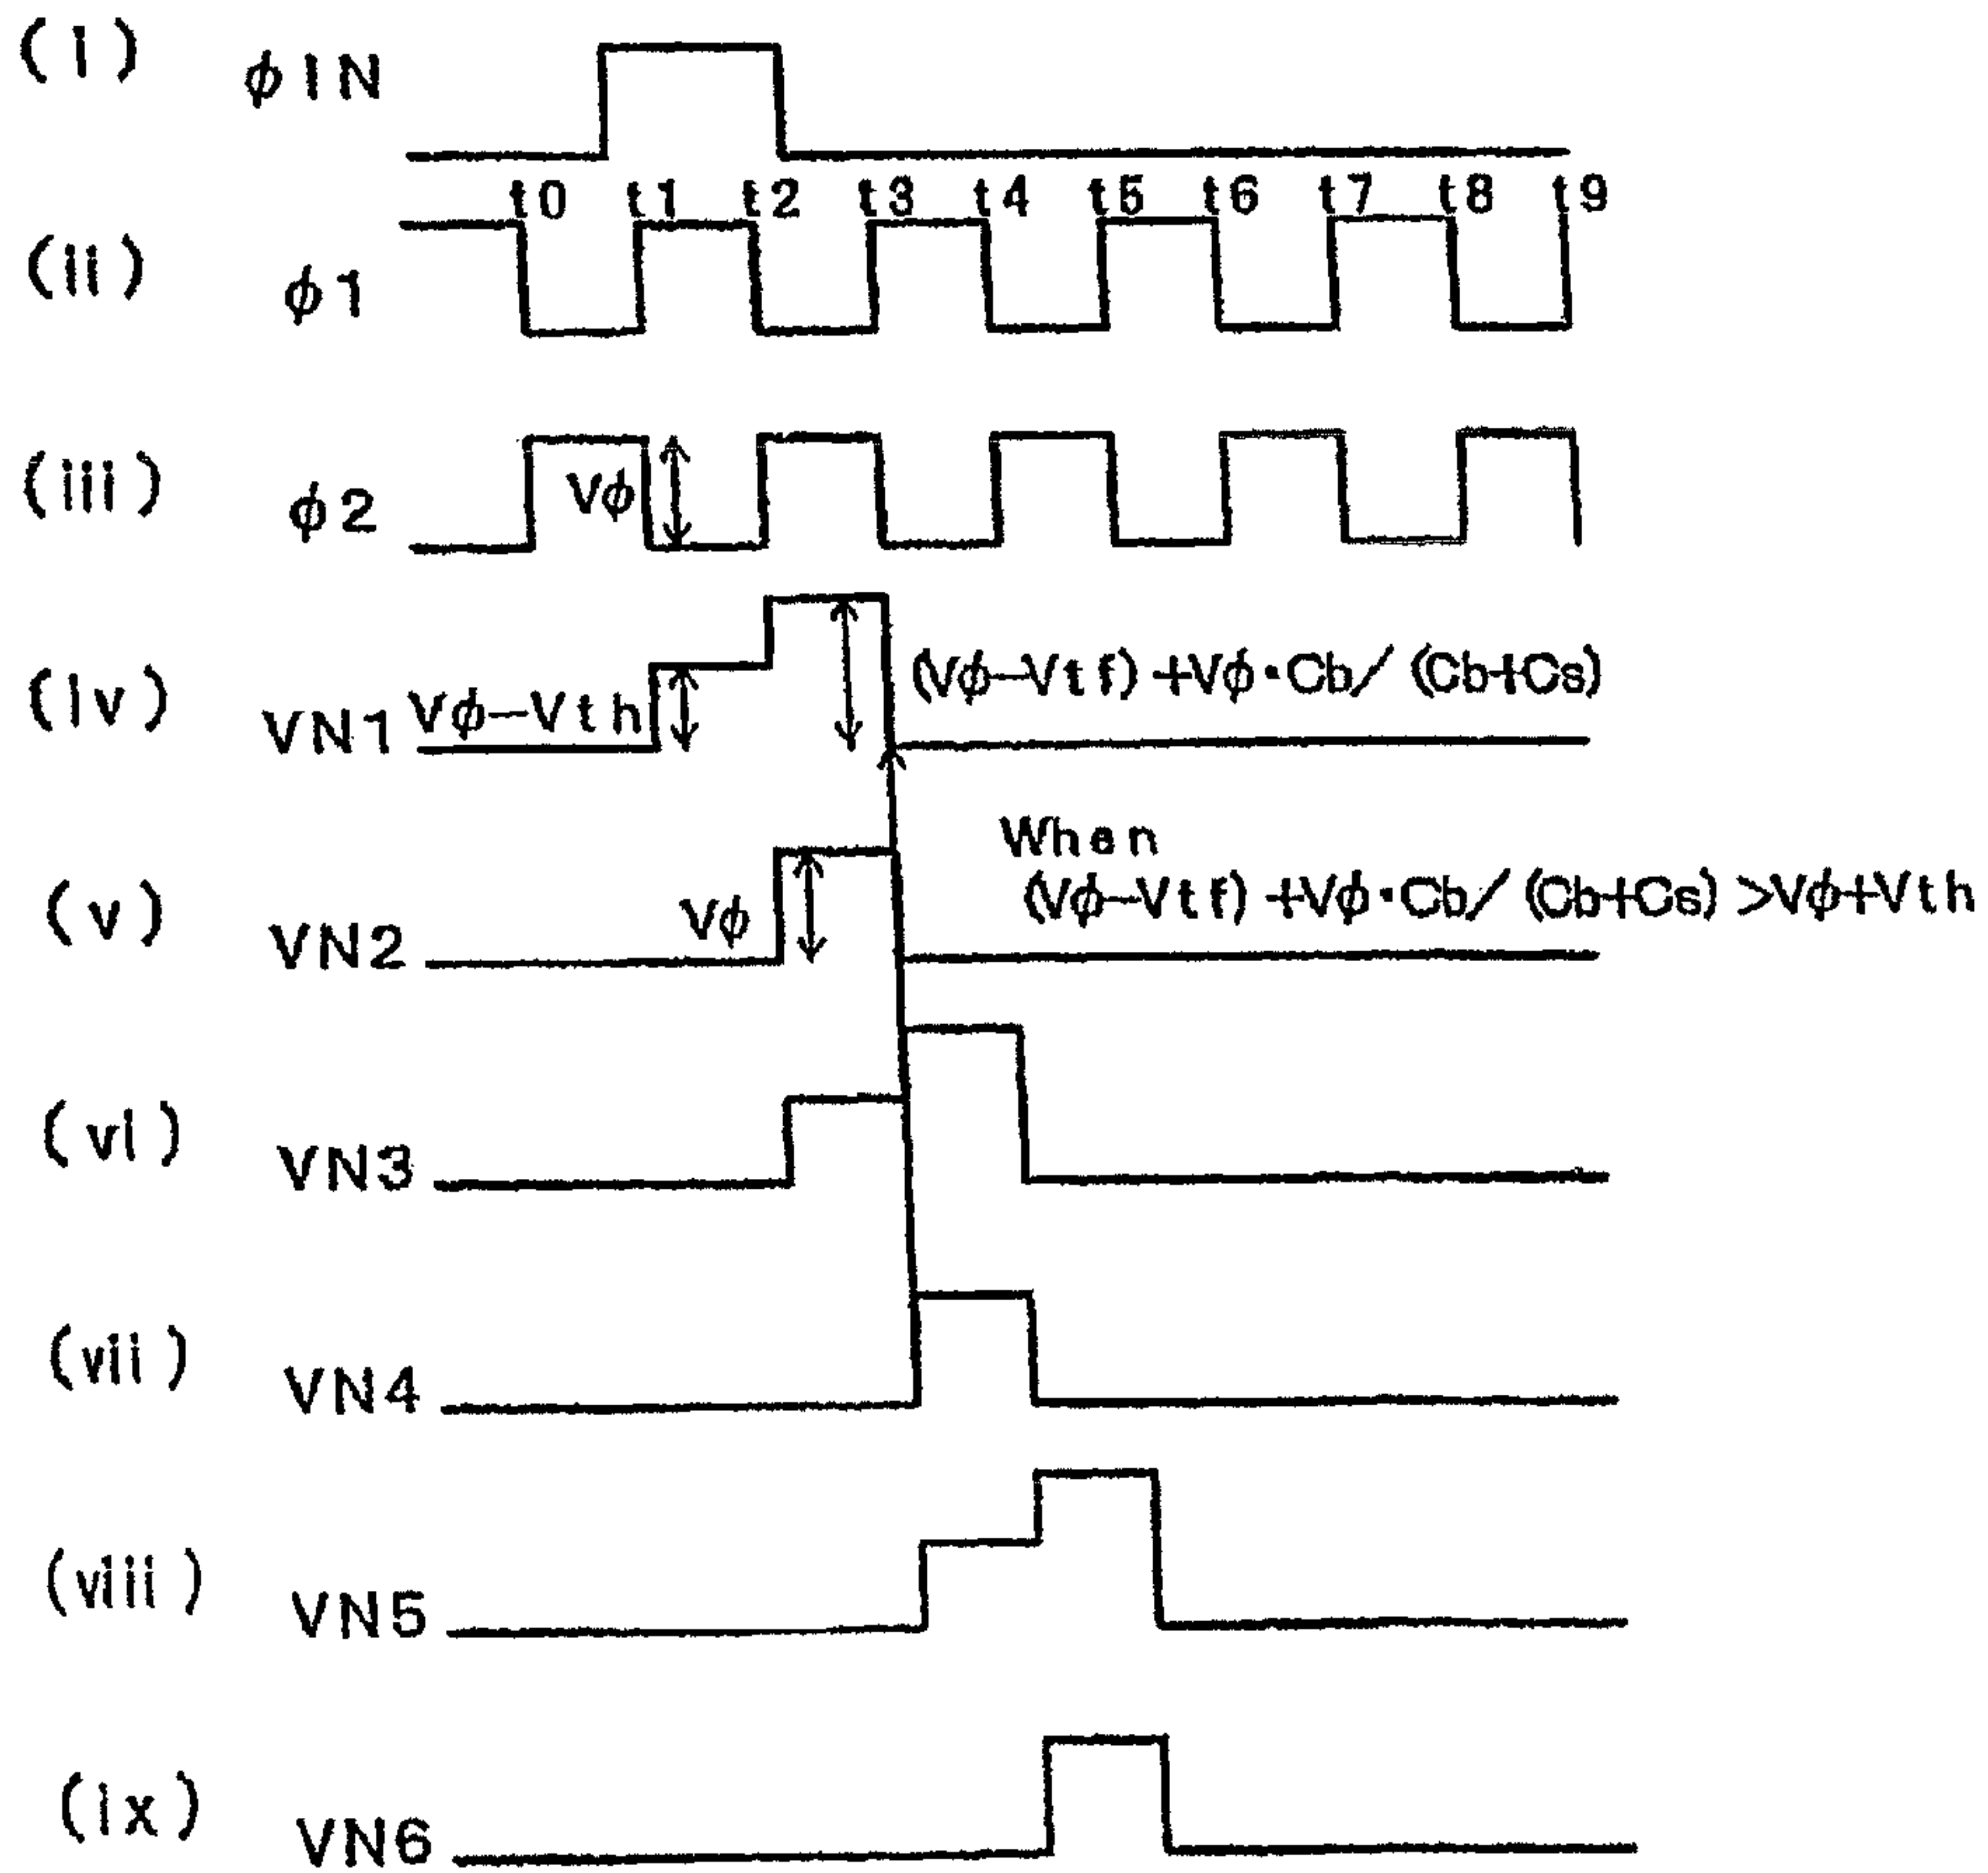 (i) φIN
t0 t1 t2 t3 t4 t5 t6 t7 t8 t9
(ii) φ1
(iii) φ2 Vφ
(iv) VN1 Vφ-Vth (Vφ-Vtf)+Vφ·Cb/(Cb+Cs)
When
(v) VN2 Vφ (Vφ-Vtf)+Vφ·Cb/(Cb+Cs)>Vφ+Vth
(vi) VN3
(vii) VN4
(viii) VN5
(ix) VN6